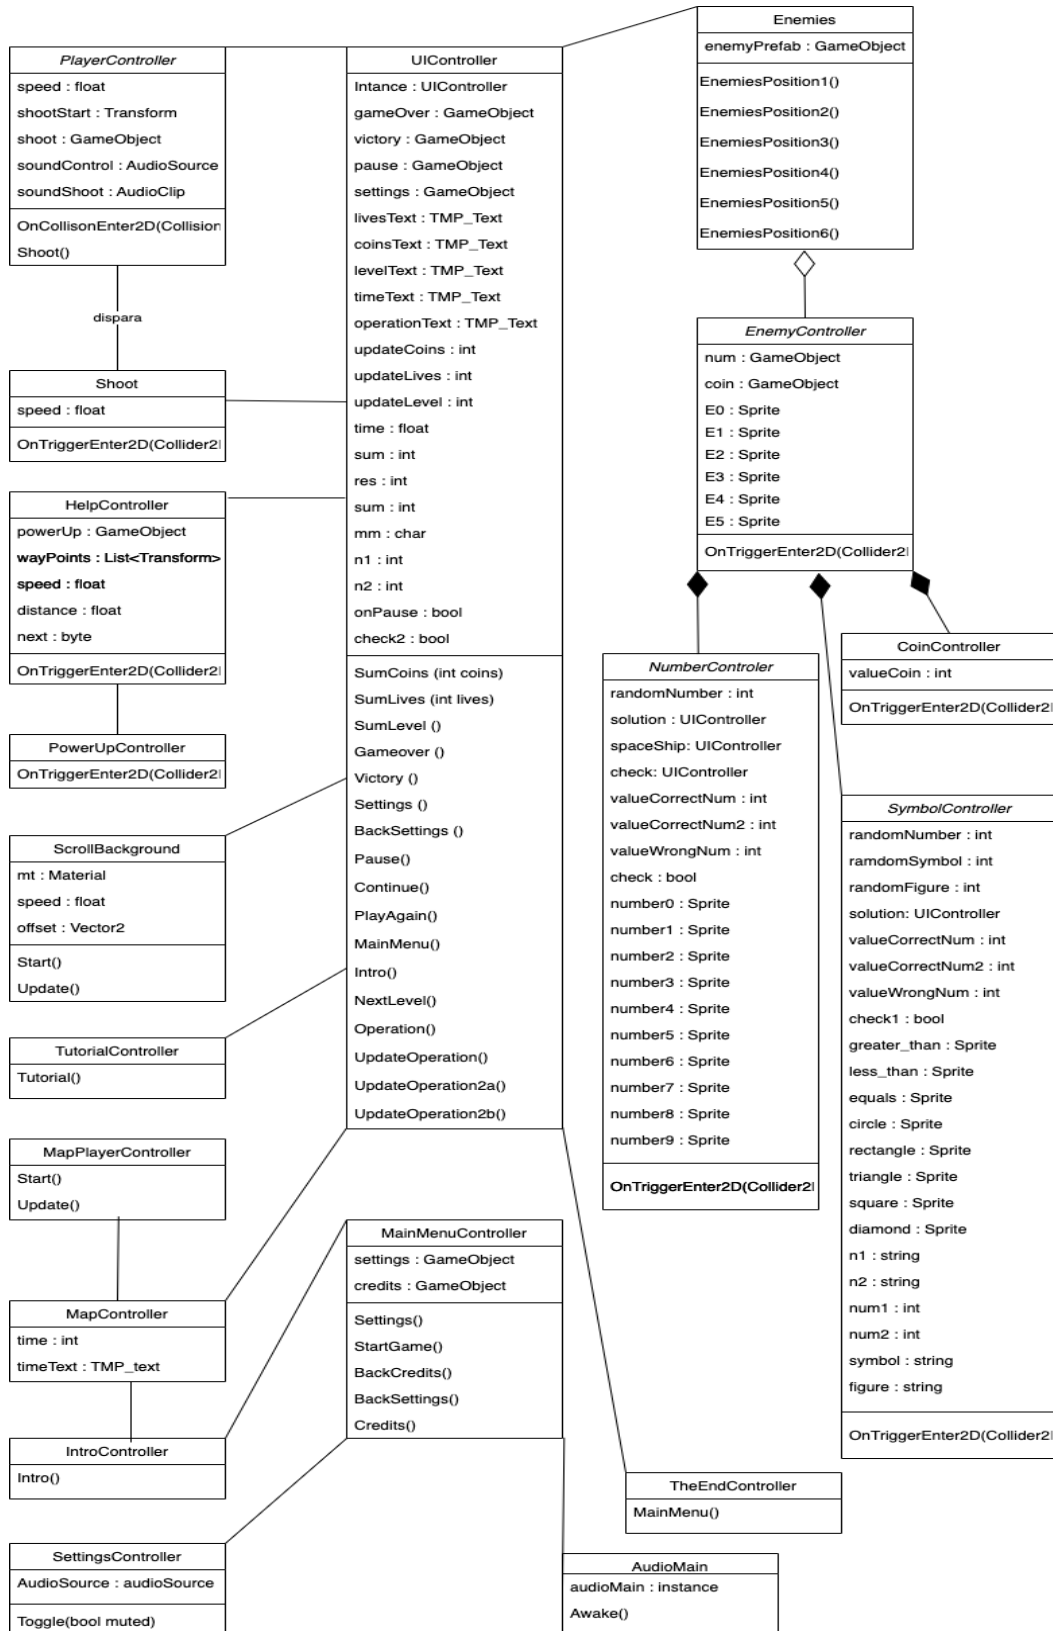 PlayerController
speed : float
shootStart : Transform
shoot : GameObject
soundControl : AudioSource
soundShoot : AudioClip
OnCollisonEnter2D(Collision
Shoot()
dispara
Shoot
speed : float
OnTriggerEnter2D(Collider2
HelpController
powerUp : GameObject
wayPoints : List<Transform>
speed : float
distance : float
next : byte
OnTriggerEnter2D(Collider2
PowerUpController
OnTriggerEnter2D(Collider2
ScrollBackground
mt : Material
speed : float
offset : Vector2
Start()
Update()
TutorialController
Tutorial()
MapPlayerController
Start()
Update()
MapController
time : int
timeText : TMP_text
IntroController
Intro()
SettingsController
AudioSource : audioSource
Toggle(bool muted)
UIController
Intance : UIController
gameOver : GameObject
victory : GameObject
pause : GameObject
settings : GameObject
livesText : TMP_Text
coinsText : TMP_Text
levelText : TMP_Text
timeText : TMP_Text
operationText : TMP_Text
updateCoins : int
updateLives : int
updateLevel : int
time : float
sum : int
res : int
sum : int
mm : char
n1 : int
n2 : int
onPause : bool
check2 : bool
SumCoins (int coins)
SumLives (int lives)
SumLevel ()
Gameover ()
Victory ()
Settings ()
BackSettings ()
Pause()
Continue()
PlayAgain()
MainMenu()
Intro()
NextLevel()
Operation()
UpdateOperation()
UpdateOperation2a()
UpdateOperation2b()
MainMenuController
settings : GameObject
credits : GameObject
Settings()
StartGame()
BackCredits()
BackSettings()
Credits()
Enemies
enemyPrefab : GameObject
EnemiesPosition1()
EnemiesPosition2()
EnemiesPosition3()
EnemiesPosition4()
EnemiesPosition5()
EnemiesPosition6()
EnemyController
num : GameObject
coin : GameObject
E0 : Sprite
E1 : Sprite
E2 : Sprite
E3 : Sprite
E4 : Sprite
E5 : Sprite
OnTriggerEnter2D(Collider2
NumberControler
randomNumber : int
solution : UIController
spaceShip: UIController
check: UIController
valueCorrectNum : int
valueCorrectNum2 : int
valueWrongNum : int
check : bool
number0 : Sprite
number1 : Sprite
number2 : Sprite
number3 : Sprite
number4 : Sprite
number5 : Sprite
number6 : Sprite
number7 : Sprite
number8 : Sprite
number9 : Sprite
OnTriggerEnter2D(Collider2
CoinController
valueCoin : int
OnTriggerEnter2D(Collider2
SymbolController
randomNumber : int
ramdomSymbol : int
randomFigure : int
solution: UIController
valueCorrectNum : int
valueCorrectNum2 : int
valueWrongNum : int
check1 : bool
greater_than : Sprite
less_than : Sprite
equals : Sprite
circle : Sprite
rectangle : Sprite
triangle : Sprite
square : Sprite
diamond : Sprite
n1 : string
n2 : string
num1 : int
num2 : int
symbol : string
figure : string
OnTriggerEnter2D(Collider2
TheEndController
MainMenu()
AudioMain
audioMain : instance
Awake()